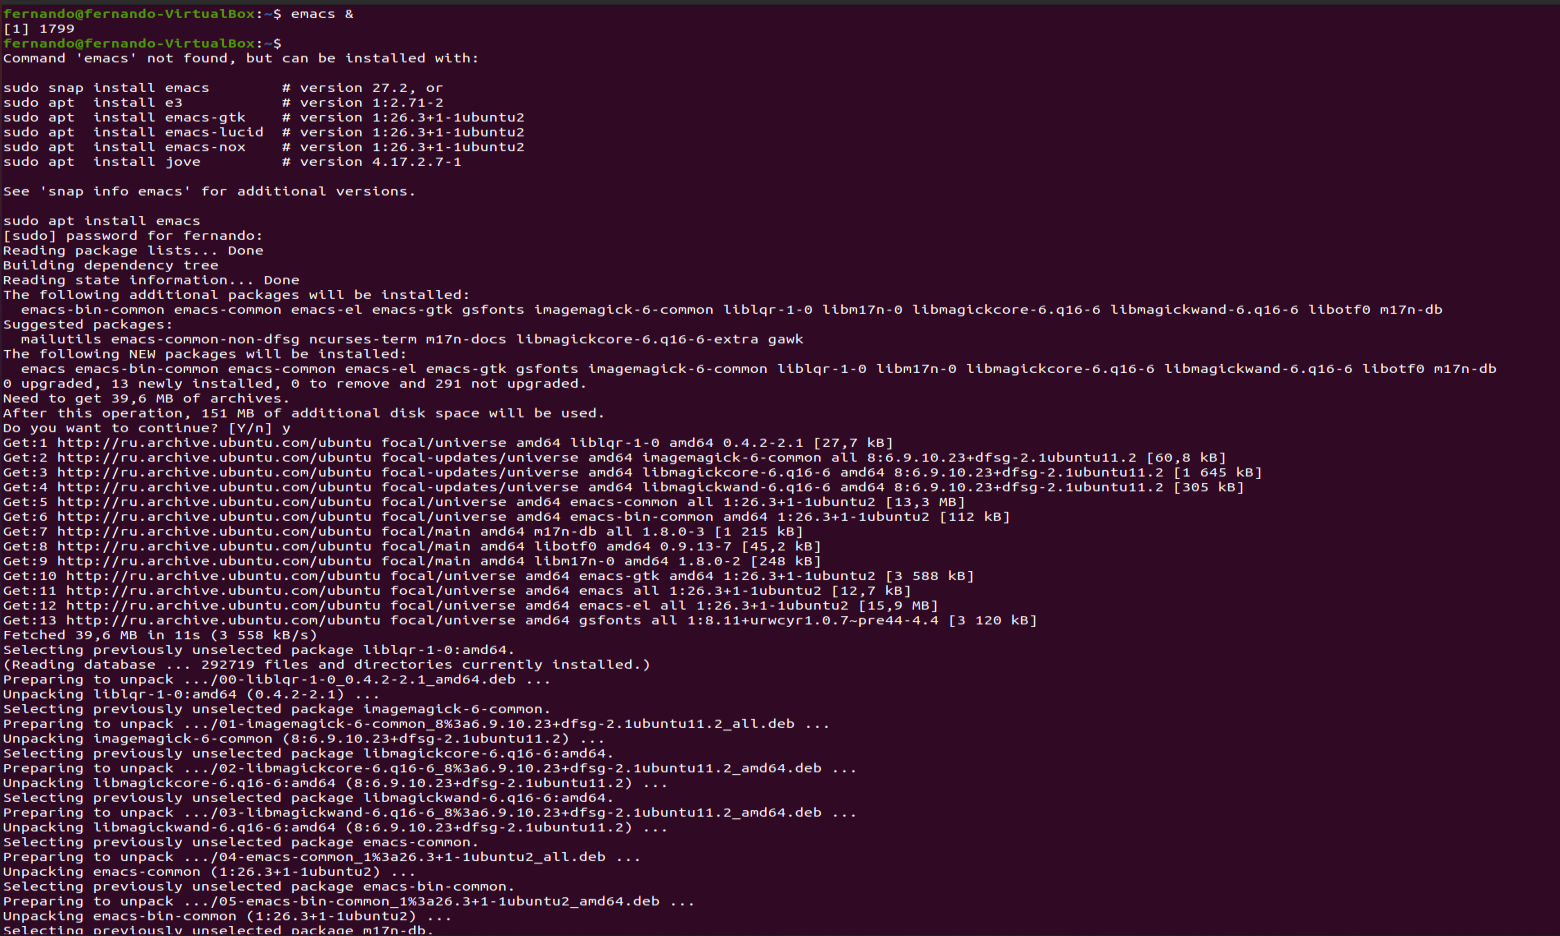 fernando@fernando-VirtualBox:~$ emacs &
[1] 1799
fernando@fernando-VirtualBox:~$
Command 'emacs' not found, but can be installed with:
sudo snap install emacs        # version 27.2, or
sudo apt  install e3           # version 1:2.71-2
sudo apt  install emacs-gtk    # version 1:26.3+1-1ubuntu2
sudo apt  install emacs-lucid  # version 1:26.3+1-1ubuntu2
sudo apt  install emacs-nox    # version 1:26.3+1-1ubuntu2
sudo apt  install jove         # version 4.17.2.7-1
See 'snap info emacs' for additional versions.
sudo apt install emacs
[sudo] password for fernando:
Reading package lists... Done
Building dependency tree
Reading state information... Done
The following additional packages will be installed:
  emacs-bin-common emacs-common emacs-el emacs-gtk gsfonts imagemagick-6-common liblqr-1-0 libm17n-0 libmagickcore-6.q16-6 libmagickwand-6.q16-6 libotf0 m17n-db
Suggested packages:
  mailutils emacs-common-non-dfsg ncurses-term m17n-docs libmagickcore-6.q16-6-extra gawk
The following NEW packages will be installed:
  emacs emacs-bin-common emacs-common emacs-el emacs-gtk gsfonts imagemagick-6-common liblqr-1-0 libm17n-0 libmagickcore-6.q16-6 libmagickwand-6.q16-6 libotf0 m17n-db
0 upgraded, 13 newly installed, 0 to remove and 291 not upgraded.
Need to get 39,6 MB of archives.
After this operation, 151 MB of additional disk space will be used.
Do you want to continue? [Y/n] y
Get:1 http://ru.archive.ubuntu.com/ubuntu focal/universe amd64 liblqr-1-0 amd64 0.4.2-2.1 [27,7 kB]
Get:2 http://ru.archive.ubuntu.com/ubuntu focal-updates/universe amd64 imagemagick-6-common all 8:6.9.10.23+dfsg-2.1ubuntu11.2 [60,8 kB]
Get:3 http://ru.archive.ubuntu.com/ubuntu focal-updates/universe amd64 libmagickcore-6.q16-6 amd64 8:6.9.10.23+dfsg-2.1ubuntu11.2 [1 645 kB]
Get:4 http://ru.archive.ubuntu.com/ubuntu focal-updates/universe amd64 libmagickwand-6.q16-6 amd64 8:6.9.10.23+dfsg-2.1ubuntu11.2 [305 kB]
Get:5 http://ru.archive.ubuntu.com/ubuntu focal/universe amd64 emacs-common all 1:26.3+1-1ubuntu2 [13,3 MB]
Get:6 http://ru.archive.ubuntu.com/ubuntu focal/universe amd64 emacs-bin-common amd64 1:26.3+1-1ubuntu2 [112 kB]
Get:7 http://ru.archive.ubuntu.com/ubuntu focal/main amd64 m17n-db all 1.8.0-3 [1 215 kB]
Get:8 http://ru.archive.ubuntu.com/ubuntu focal/main amd64 libotf0 amd64 0.9.13-7 [45,2 kB]
Get:9 http://ru.archive.ubuntu.com/ubuntu focal/main amd64 libm17n-0 amd64 1.8.0-2 [248 kB]
Get:10 http://ru.archive.ubuntu.com/ubuntu focal/universe amd64 emacs-gtk amd64 1:26.3+1-1ubuntu2 [3 588 kB]
Get:11 http://ru.archive.ubuntu.com/ubuntu focal/universe amd64 emacs all 1:26.3+1-1ubuntu2 [12,7 kB]
Get:12 http://ru.archive.ubuntu.com/ubuntu focal/universe amd64 emacs-el all 1:26.3+1-1ubuntu2 [15,9 MB]
Get:13 http://ru.archive.ubuntu.com/ubuntu focal/universe amd64 gsfonts all 1:8.11+urwcyr1.0.7~pre44-4.4 [3 120 kB]
Fetched 39,6 MB in 11s (3 558 kB/s)
Selecting previously unselected package liblqr-1-0:amd64.
(Reading database ... 292719 files and directories currently installed.)
Preparing to unpack .../00-liblqr-1-0_0.4.2-2.1_amd64.deb ...
Unpacking liblqr-1-0:amd64 (0.4.2-2.1) ...
Selecting previously unselected package imagemagick-6-common.
Preparing to unpack .../01-imagemagick-6-common_8%3a6.9.10.23+dfsg-2.1ubuntu11.2_all.deb ...
Unpacking imagemagick-6-common (8:6.9.10.23+dfsg-2.1ubuntu11.2) ...
Selecting previously unselected package libmagickcore-6.q16-6:amd64.
Preparing to unpack .../02-libmagickcore-6.q16-6_8%3a6.9.10.23+dfsg-2.1ubuntu11.2_amd64.deb ...
Unpacking libmagickcore-6.q16-6:amd64 (8:6.9.10.23+dfsg-2.1ubuntu11.2) ...
Selecting previously unselected package libmagickwand-6.q16-6:amd64.
Preparing to unpack .../03-libmagickwand-6.q16-6_8%3a6.9.10.23+dfsg-2.1ubuntu11.2_amd64.deb ...
Unpacking libmagickwand-6.q16-6:amd64 (8:6.9.10.23+dfsg-2.1ubuntu11.2) ...
Selecting previously unselected package emacs-common.
Preparing to unpack .../04-emacs-common_1%3a26.3+1-1ubuntu2_all.deb ...
Unpacking emacs-common (1:26.3+1-1ubuntu2) ...
Selecting previously unselected package emacs-bin-common.
Preparing to unpack .../05-emacs-bin-common_1%3a26.3+1-1ubuntu2_amd64.deb ...
Unpacking emacs-bin-common (1:26.3+1-1ubuntu2) ...
Selecting previously unselected package m17n-db.